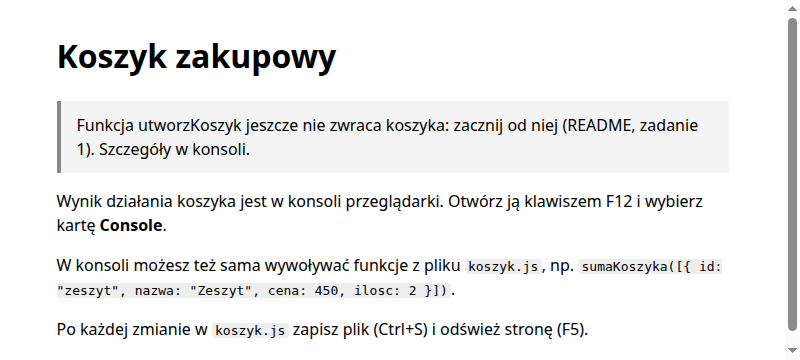 Koszyk zakupowy
Funkcja utworzKoszyk jeszcze nie zwraca koszyka: zacznij od niej (README, zadanie
1). Szczegóły w konsoli.
Wynik działania koszyka jest w konsoli przeglądarki. Otwórz ją klawiszem F12 i wybierz
kartę Console.
W konsoli możesz też sama wywoływać funkcje z pliku koszyk.js, np. sumaKoszyka([{ id:
"zeszyt", nazwa: "Zeszyt", cena: 450, ilosc: 2 }]).
Po każdej zmianie w koszyk.js zapisz plik (Ctrl+S) i odśwież stronę (F5).